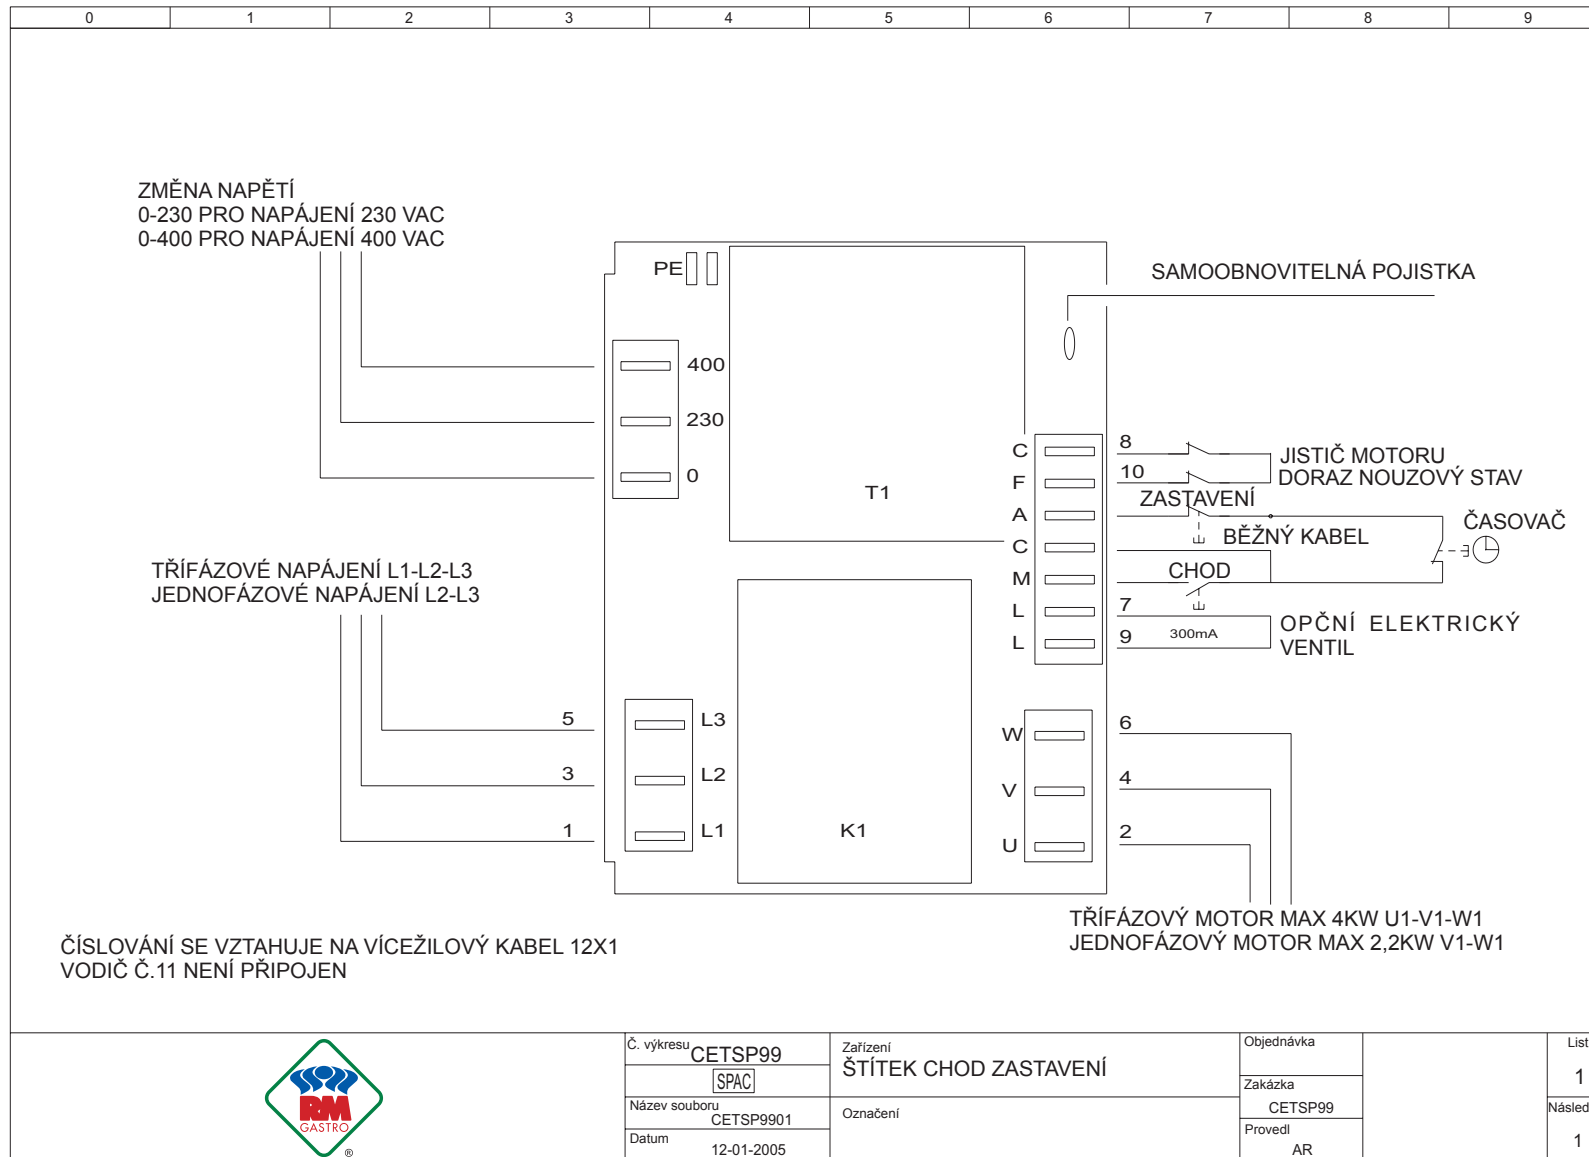 0 1 2 3 4 5 6 7 8 9
ZMĚNA NAPĚTÍ
0-230 PRO NAPÁJENÍ 230 VAC
0-400 PRO NAPÁJENÍ 400 VAC
PE
SAMOOBNOVITELNÁ POJISTKA
400
230
0
T1
C 8
F 10
A
C
M
L 7
L 9
JISTIČ MOTORU
DORAZ NOUZOVÝ STAV
ZASTAVENÍ
BĚŽNÝ KABEL
ČASOVAČ
CHOD
300mA
OPČNÍ ELEKTRICKÝ
VENTIL
TŘÍFÁZOVÉ NAPÁJENÍ L1-L2-L3
JEDNOFÁZOVÉ NAPÁJENÍ L2-L3
5 L3
3 L2
1 L1
K1
W 6
V 4
U 2
TŘÍFÁZOVÝ MOTOR MAX 4KW U1-V1-W1
JEDNOFÁZOVÝ MOTOR MAX 2,2KW V1-W1
ČÍSLOVÁNÍ SE VZTAHUJE NA VÍCEŽILOVÝ KABEL 12X1
VODIČ Č.11 NENÍ PŘIPOJEN
RM
GASTRO
®
Č. výkresu CETSP99
SPAC
Název souboru
CETSP9901
Datum 12-01-2005
Zařízení
ŠTÍTEK CHOD ZASTAVENÍ
Označení
Objednávka
Zakázka
CETSP99
Provedl
AR
List
1
Násled
1